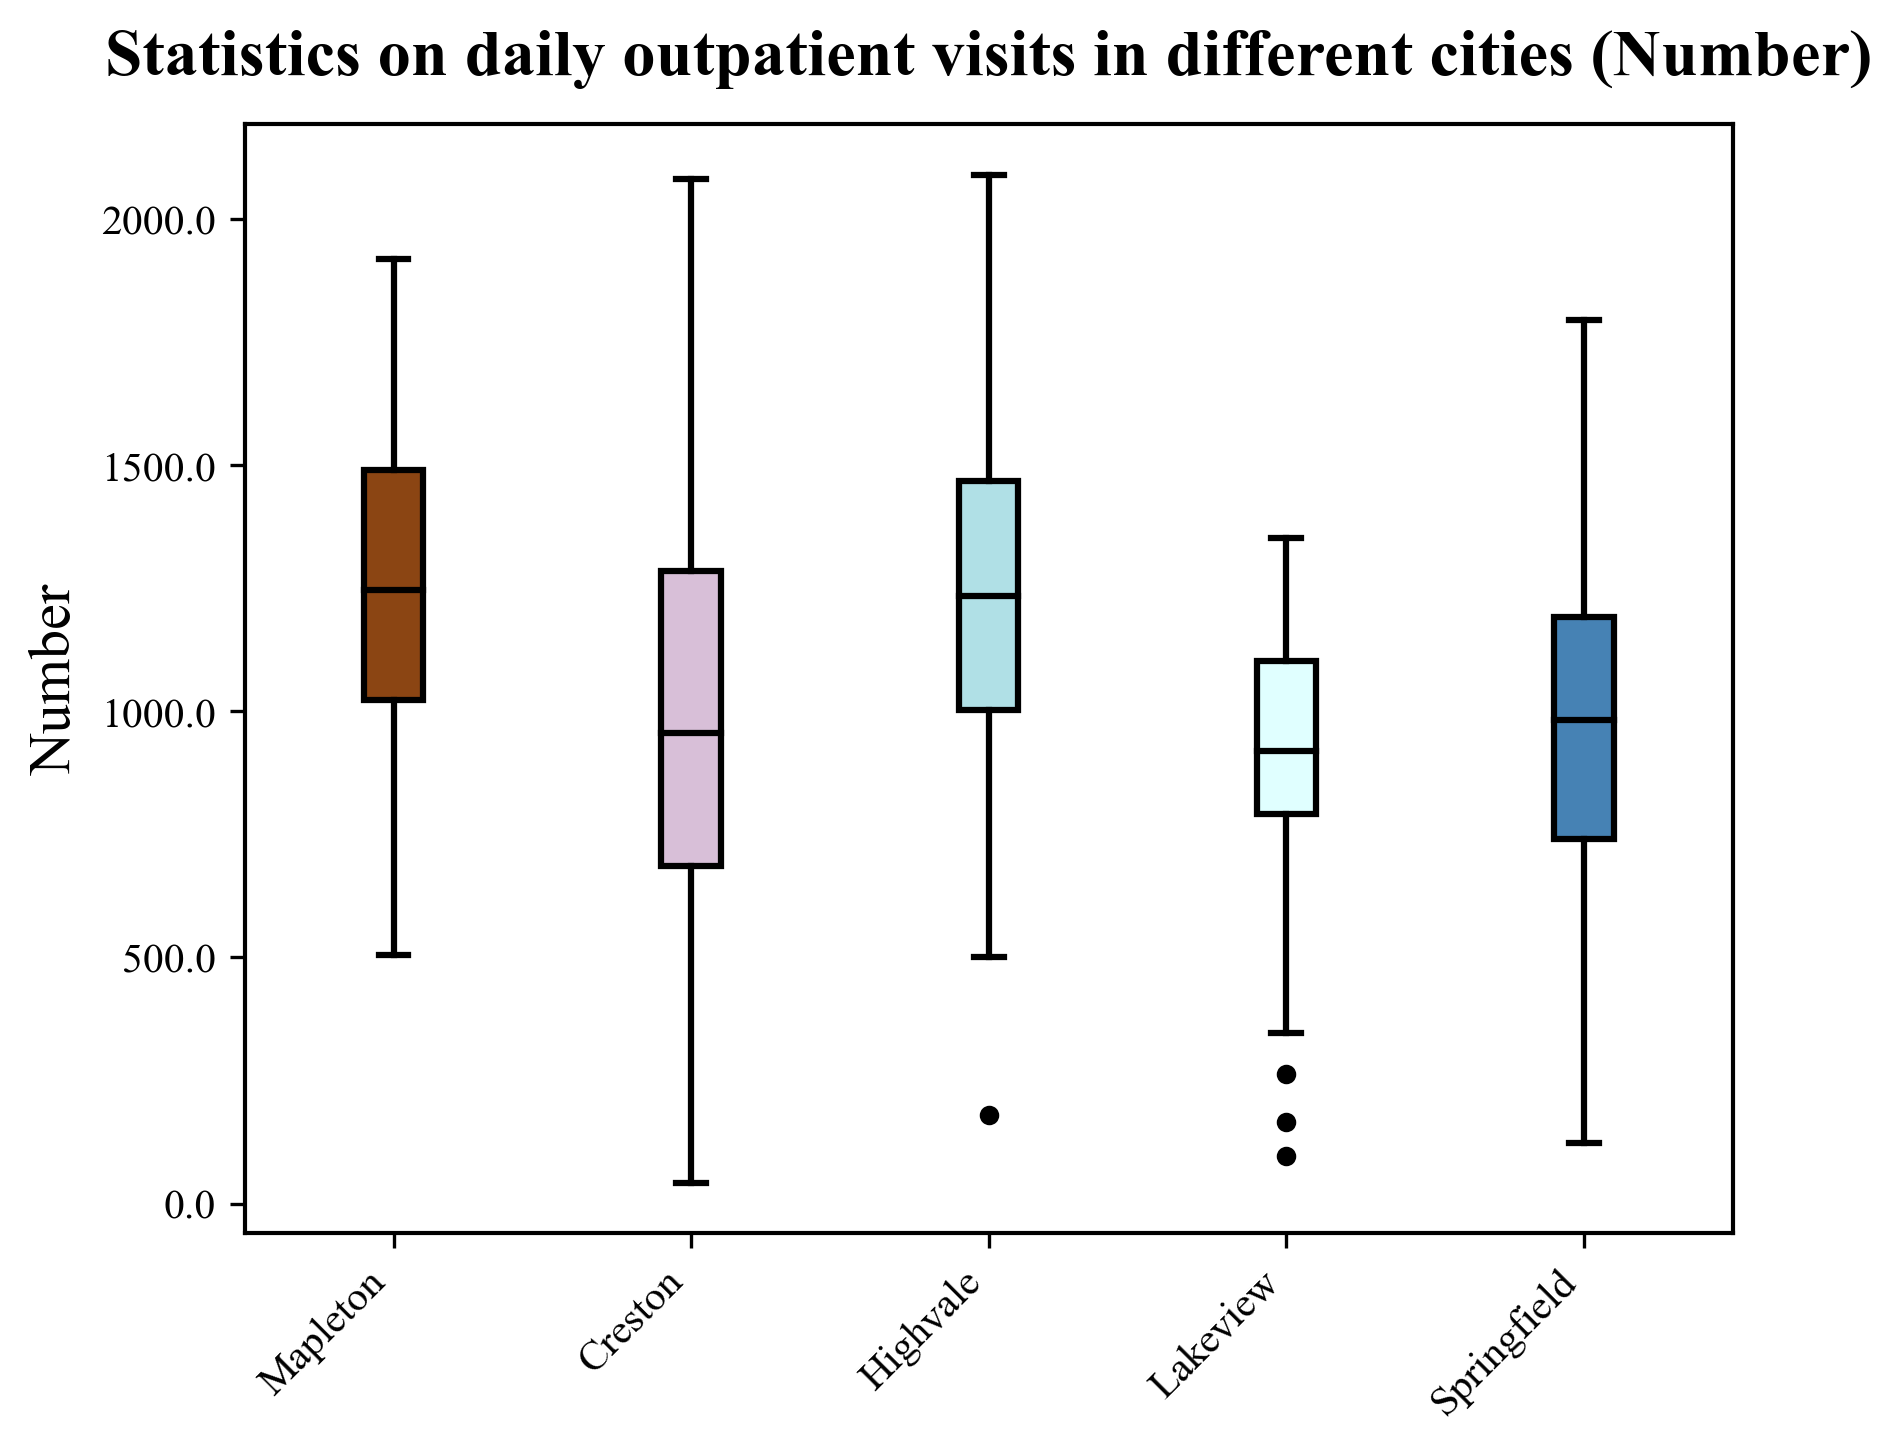 Statistics on daily outpatient visits in different cities (Number)
Number
2000.0
1500.0
1000.0
500.0
0.0
Mapleton
Creston
Highvale
Lakeview
Springfield